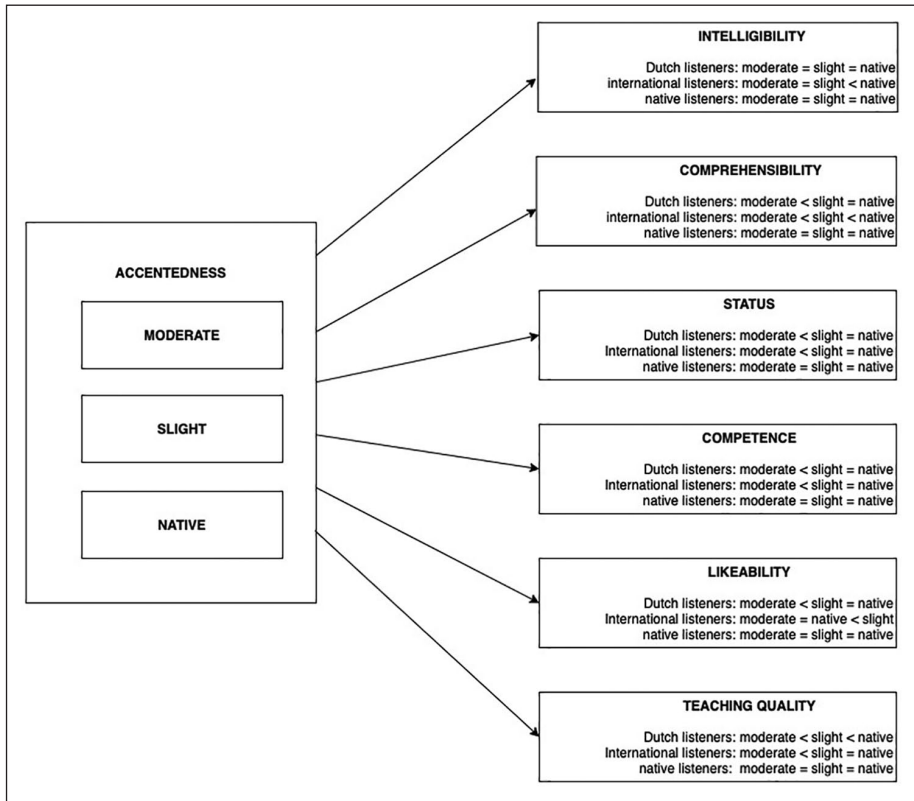 ACCENTEDNESS
MODERATE
SLIGHT
NATIVE
INTELLIGIBILITY
Dutch listeners: moderate = slight = native
international listeners: moderate = slight < native
native listeners: moderate = slight = native
COMPREHENSIBILITY
Dutch listeners: moderate < slight = native
international listeners: moderate < slight < native
native listeners: moderate = slight = native
STATUS
Dutch listeners: moderate < slight = native
International listeners: moderate < slight = native
native listeners: moderate = slight = native
COMPETENCE
Dutch listeners: moderate < slight = native
International listeners: moderate < slight = native
native listeners: moderate = slight = native
LIKEABILITY
Dutch listeners: moderate < slight = native
International listeners: moderate = native < slight
native listeners: moderate = slight = native
TEACHING QUALITY
Dutch listeners: moderate < slight < native
International listeners: moderate < slight = native
native listeners: moderate = slight = native